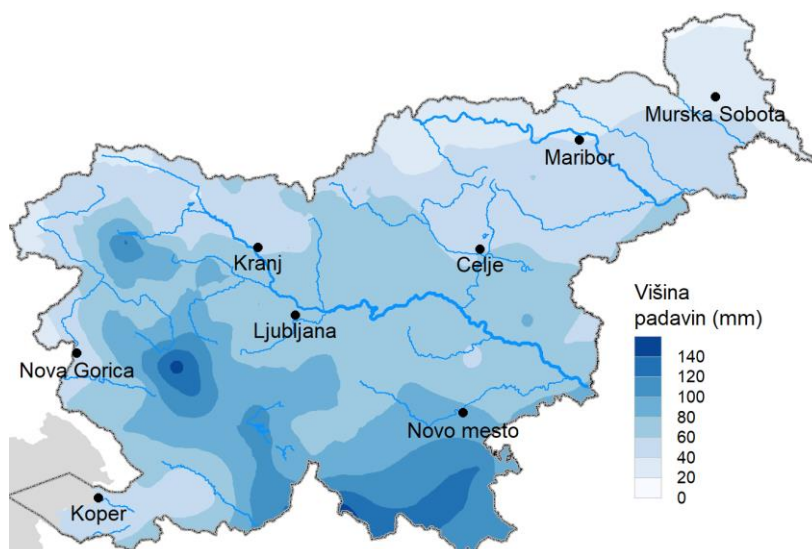 Murska Sobota
Maribor
Kranj
Celje
Ljubljana
Nova Gorica
Novo mesto
Koper
Višina
padavin (mm)
140
120
100
80
60
40
20
0